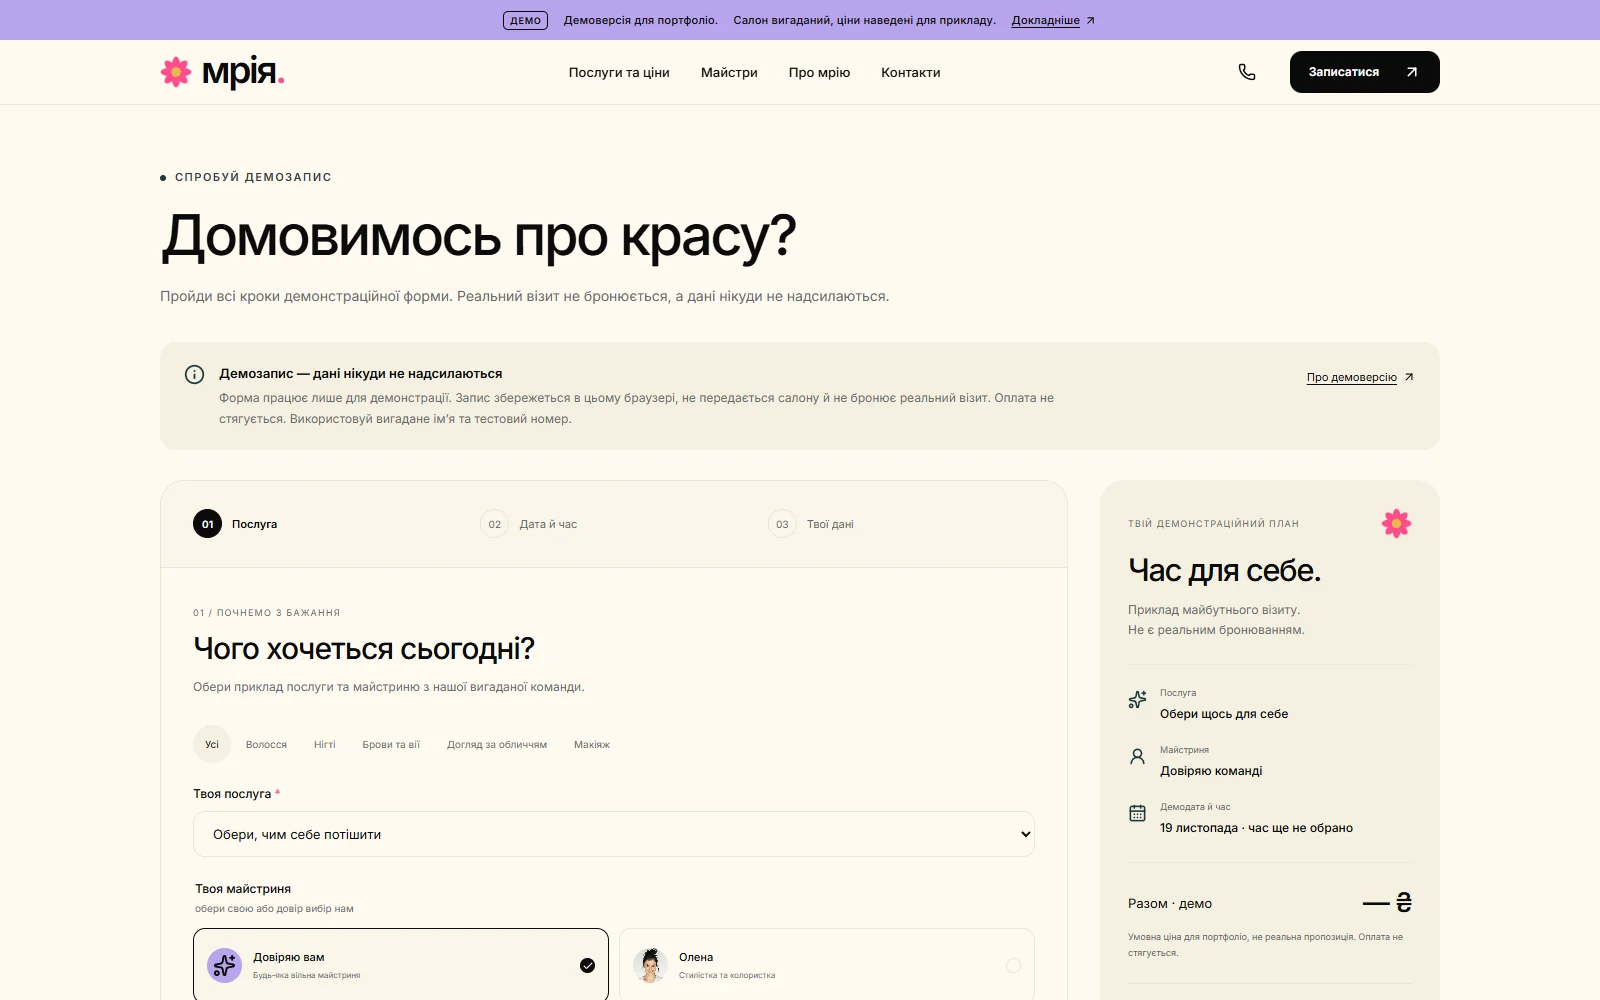 ДЕМО Демоверсія для портфоліо. Салон вигаданий, ціни наведені для прикладу. Докладніше
мрія.
Послуги та ціни Майстри Про мрію Контакти
Записатися
СПРОБУЙ ДЕМОЗАПИС
Домовимось про красу?
Пройди всі кроки демонстраційної форми. Реальний візит не бронюється, а дані нікуди не надсилаються.
Демозапис — дані нікуди не надсилаються
Форма працює лише для демонстрації. Запис збережеться в цьому браузері, не передається салону й не бронює реальний візит. Оплата не
стягується. Використовуй вигадане ім’я та тестовий номер.
Про демоверсію
01 Послуга
02 Дата й час
03 Твої дані
01 / ПОЧНЕМО З БАЖАННЯ
Чого хочеться сьогодні?
Обери приклад послуги та майстриню з нашої вигаданої команди.
Усі Волосся Нігті Брови та вії Догляд за обличчям Макіяж
Твоя послуга *
Обери, чим себе потішити
Твоя майстриня
обери свою або довір вибір нам
Довіряю вам
Будь-яка вільна майстриня
Олена
Стилістка та колористка
ТВІЙ ДЕМОНСТРАЦІЙНИЙ ПЛАН
Час для себе.
Приклад майбутнього візиту.
Не є реальним бронюванням.
Послуга
Обери щось для себе
Майстриня
Довіряю команді
Демодата й час
19 листопада · час ще не обрано
Разом · демо — ₴
Умовна ціна для портфоліо, не реальна пропозиція. Оплата не
стягується.